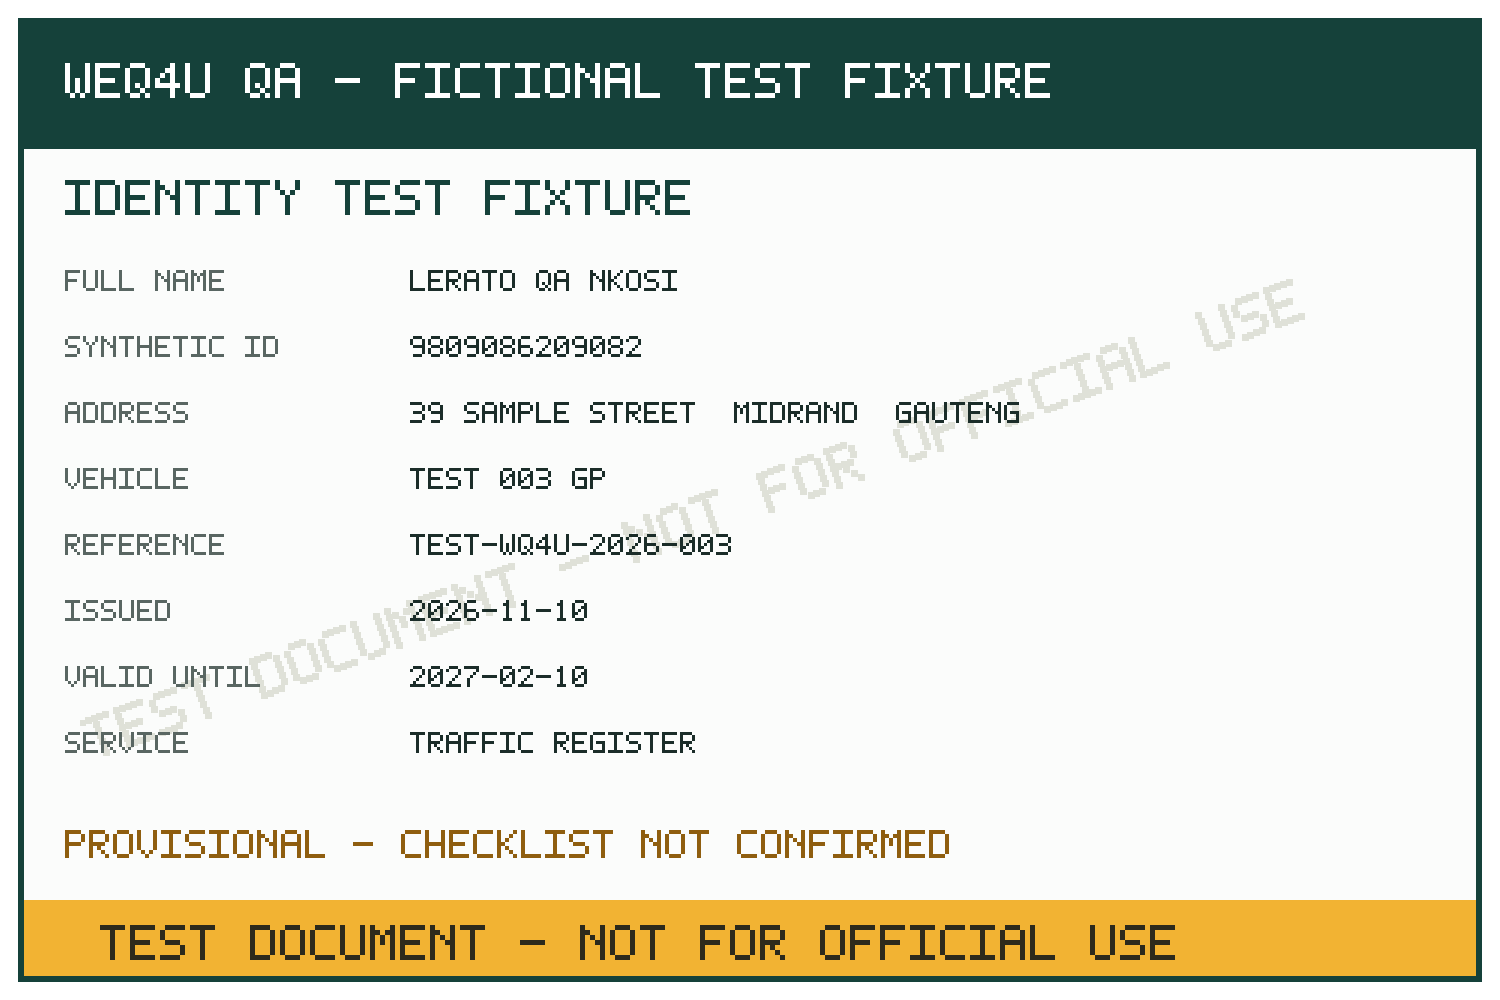 WEQ4U QA - FICTIONAL TEST FIXTURE
IDENTITY TEST FIXTURE
FULL NAME LERATO QA NKOSI
SYNTHETIC ID 9809086209082
ADDRESS 39 SAMPLE STREET MIDRAND GAUTENG
VEHICLE TEST 003 GP
REFERENCE TEST-WQ4U-2026-003
ISSUED 2026-11-10
VALID UNTIL 2027-02-10
SERVICE TRAFFIC REGISTER
TEST DOCUMENT - NOT FOR OFFICIAL USE
PROVISIONAL - CHECKLIST NOT CONFIRMED
TEST DOCUMENT - NOT FOR OFFICIAL USE